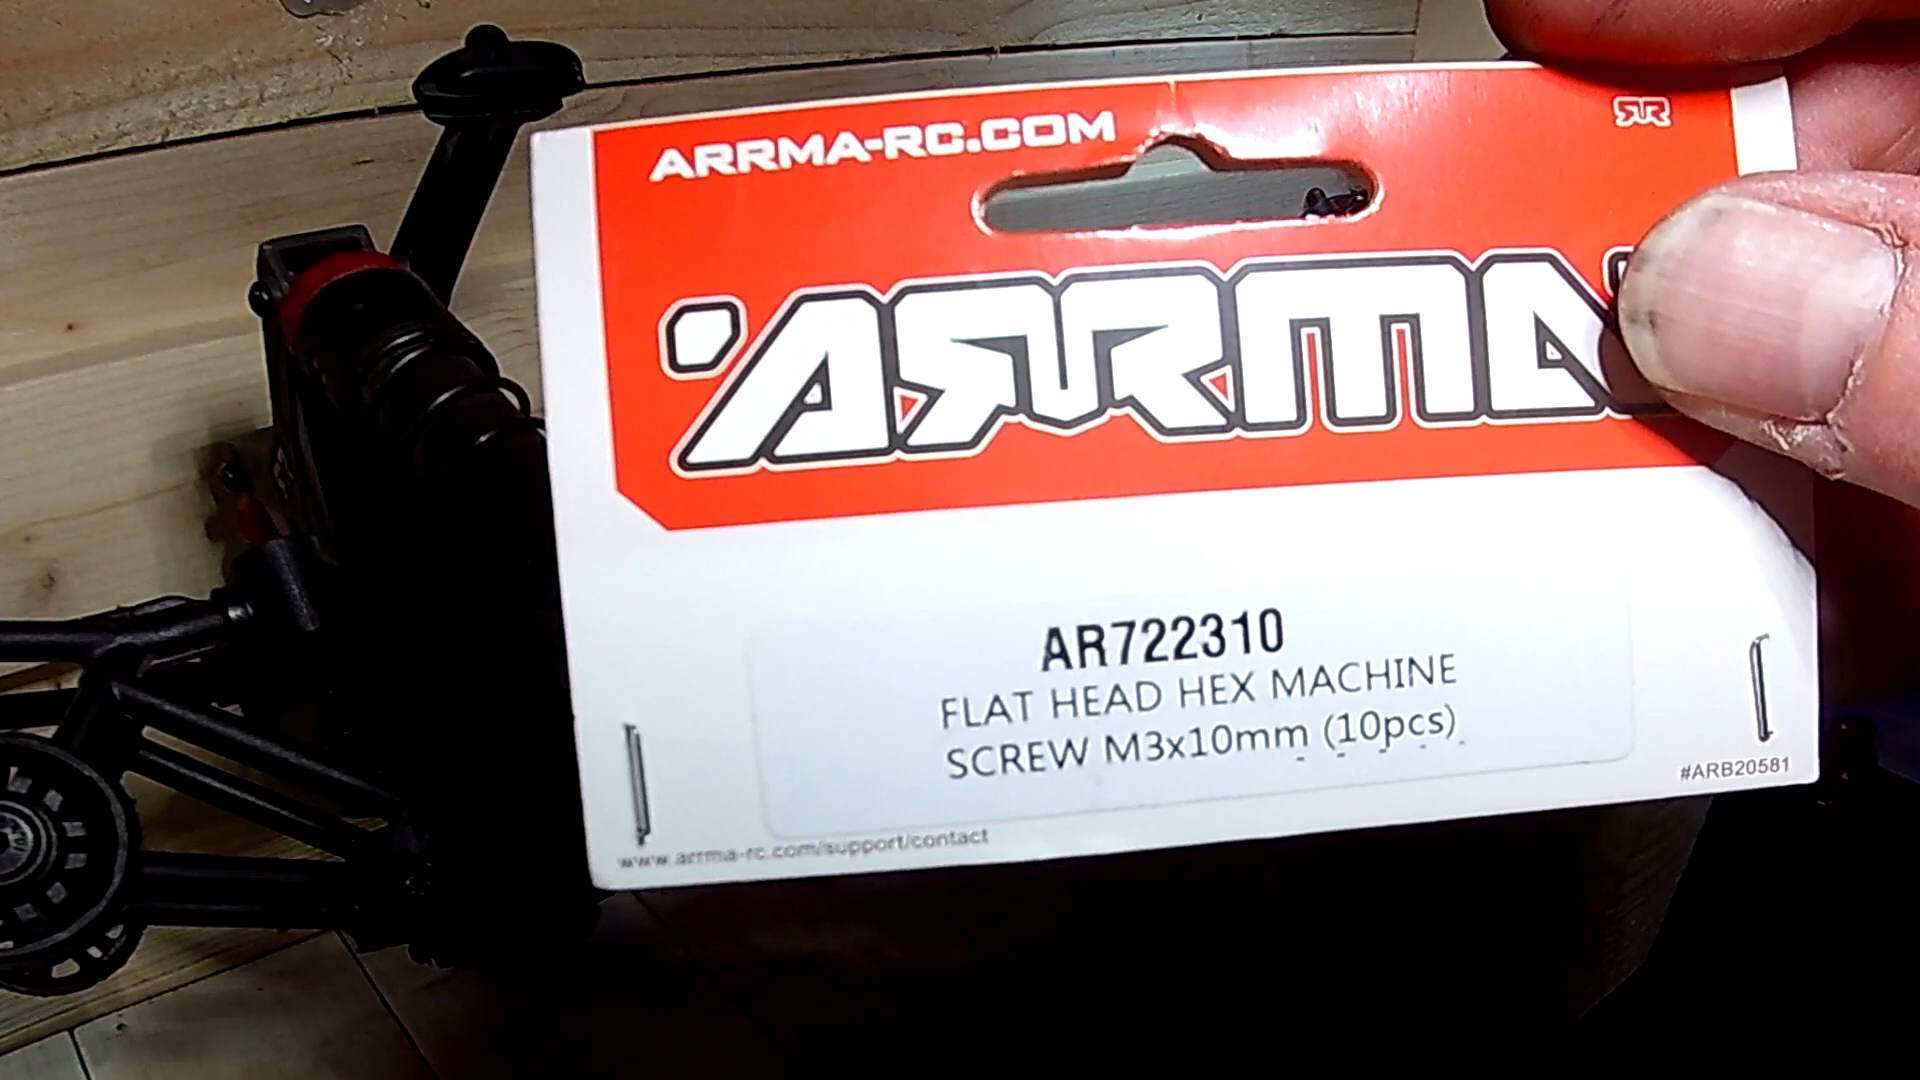 ARRMA-RC.COM
ARRMA
AR722310
FLAT HEAD HEX MACHINE
SCREW M3x10mm (10pcs)
#ARB20581
www.arrma-rc.com/support/contact